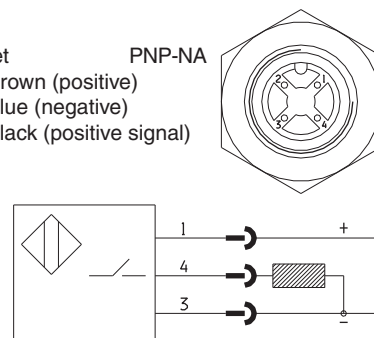 et PNP-NA
rown (positive)
lue (negative)
lack (positive signal)
2 1
3 4
1 +
4
3 −